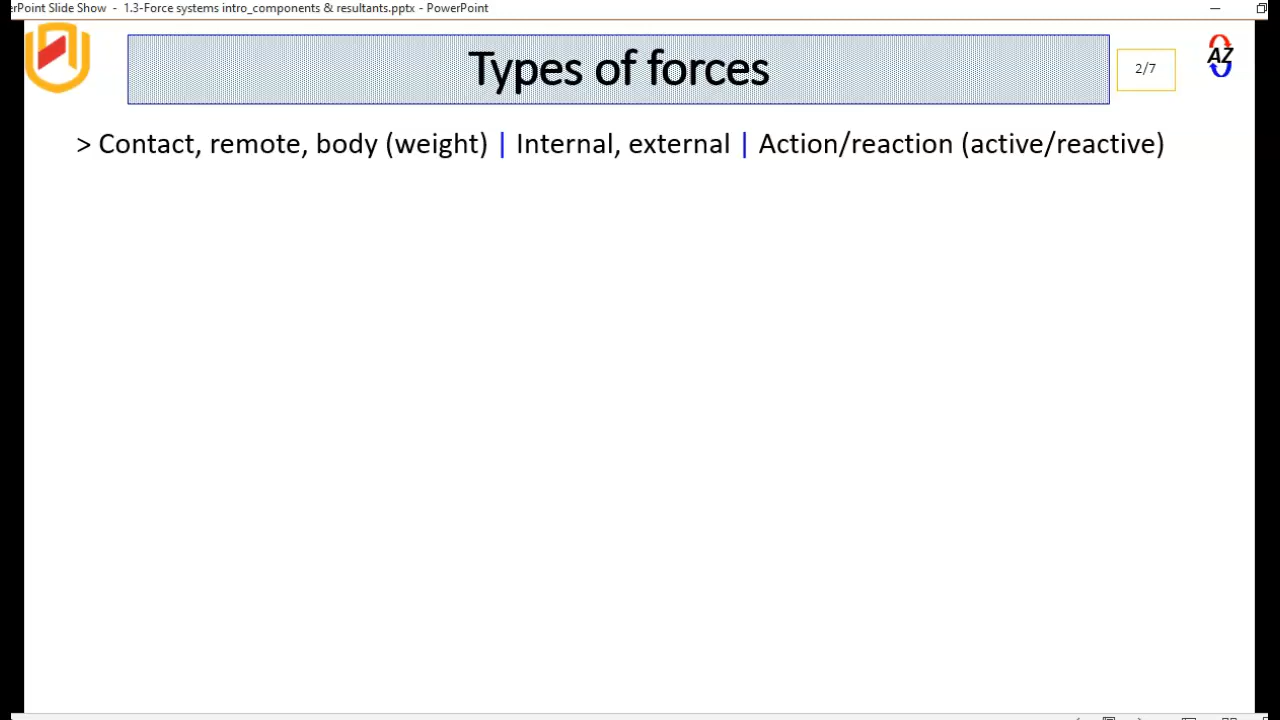 erPoint Slide Show - 1.3-Force systems intro_components & resultants.pptx - PowerPoint
Types of forces
2/7
AZ
> Contact, remote, body (weight) | Internal, external | Action/reaction (active/reactive)